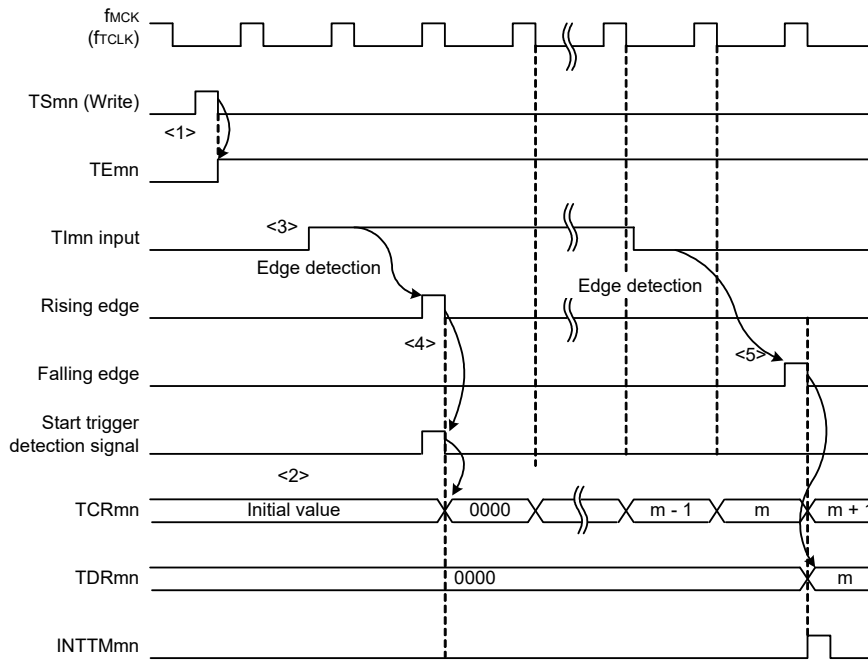 fMCK
(fTCLK)
TSmn (Write)
<1>
TEmn
TImn input
<3>
Edge detection
Edge detection
Rising edge
<4>
<5>
Falling edge
Start trigger
detection signal
<2>
TCRmn
Initial value
0000
m - 1
m
m + 1
TDRmn
0000
m
INTTMmn